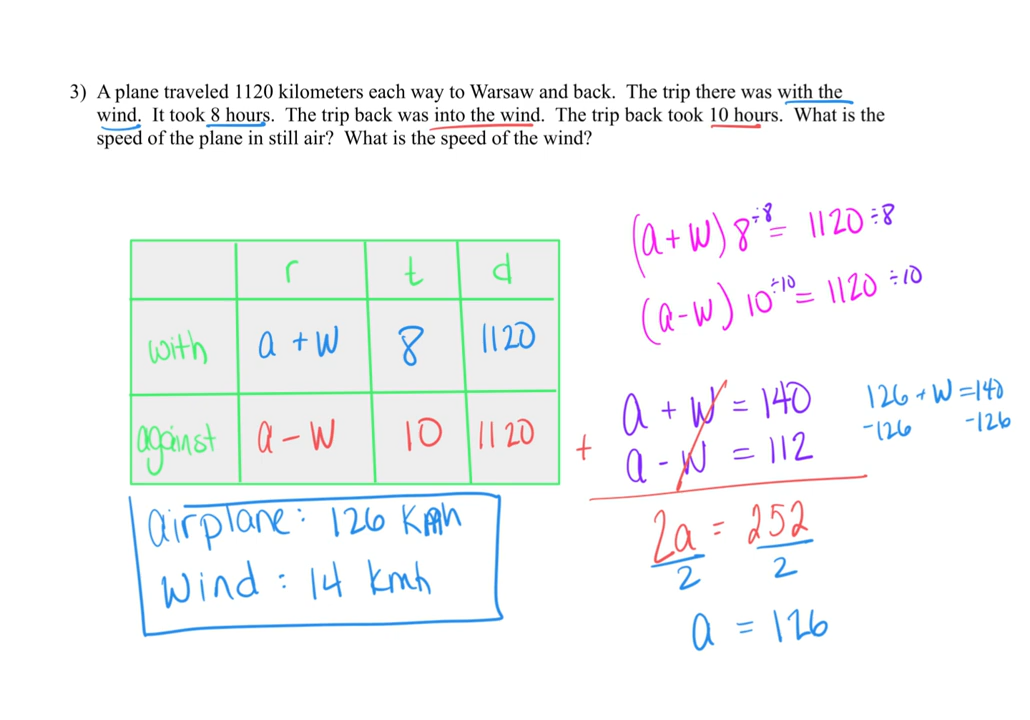 3) A plane traveled 1120 kilometers each way to Warsaw and back. The trip there was with the
wind. It took 8 hours. The trip back was into the wind. The trip back took 10 hours. What is the
speed of the plane in still air? What is the speed of the wind?
r t d
with a + w 8 1120
against a - w 10 1120
airplane: 126 kmh
wind: 14 kmh
(a + w) 8 ÷8 = 1120 ÷8
(a - w) 10 ÷10 = 1120 ÷10
a + w = 140
+ a - w = 112
2a = 252
2 2
a = 126
126 + w = 140
-126 -126